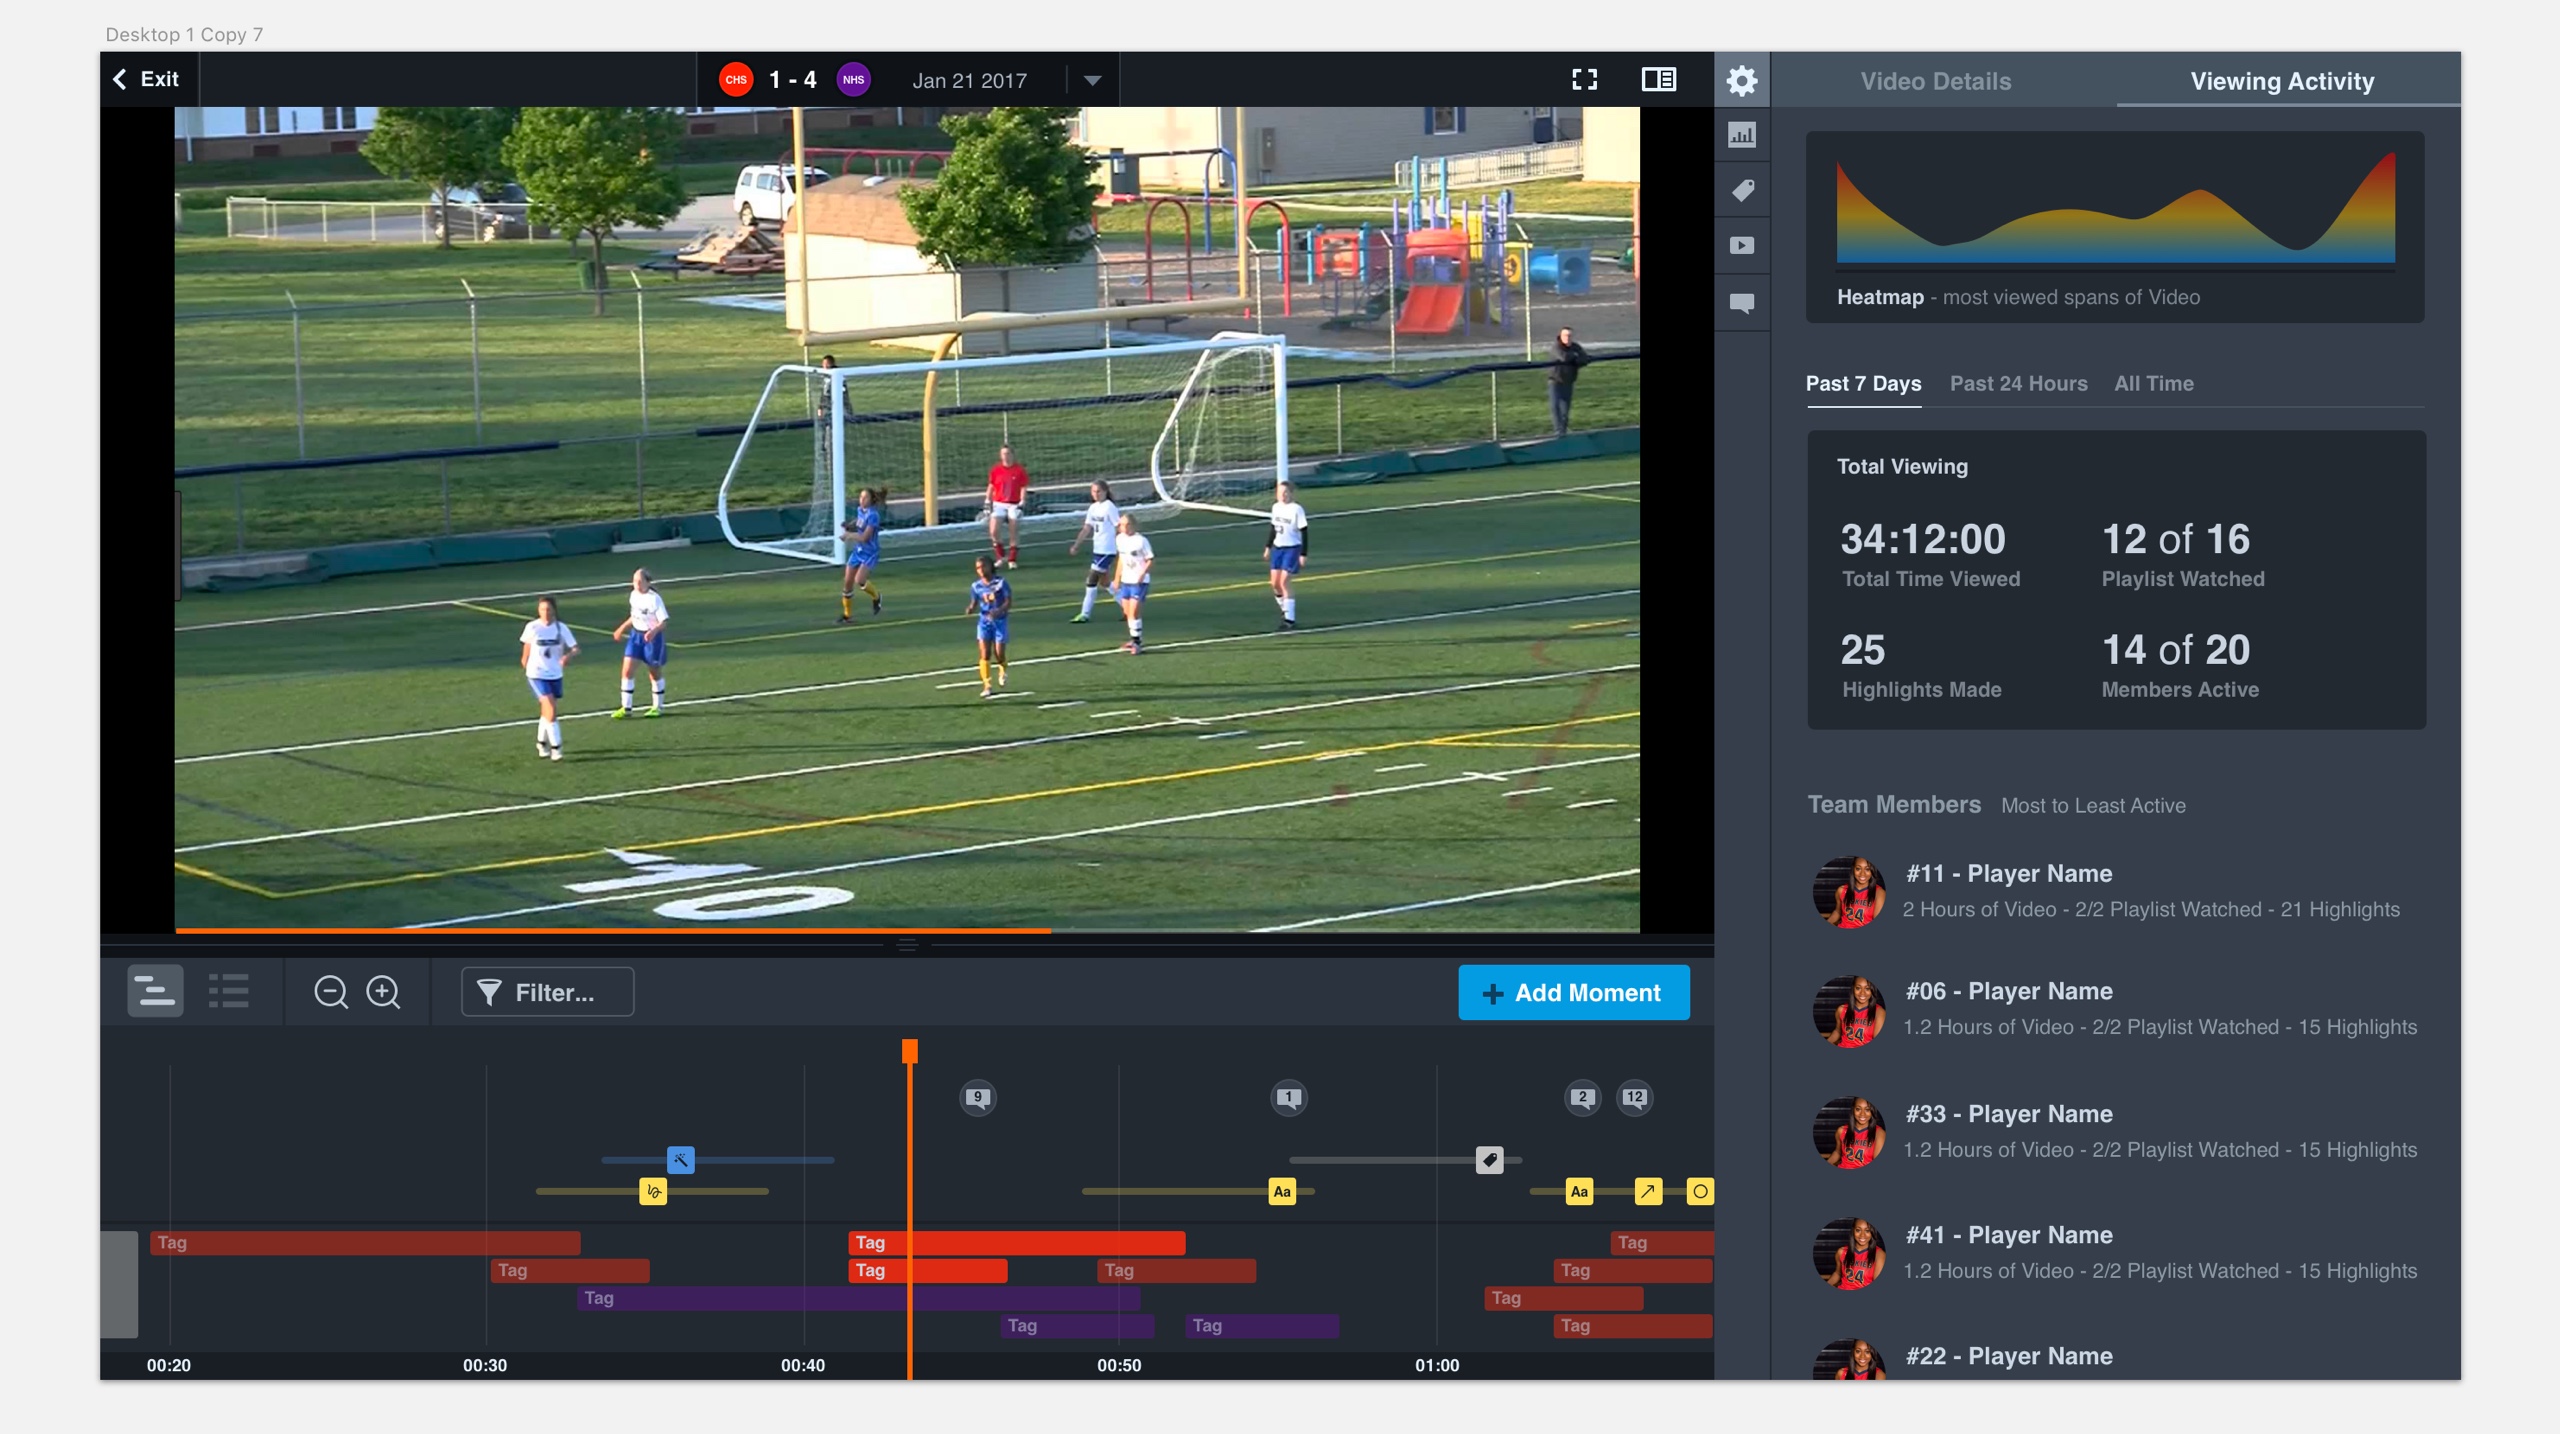 Desktop 1 Copy 7
Exit
CHS 1 - 4 NHS Jan 21 2017
Video Details
Viewing Activity
Heatmap - most viewed spans of Video
Past 7 Days Past 24 Hours All Time
Total Viewing
34:12:00 12 of 16
Total Time Viewed Playlist Watched
25 14 of 20
Highlights Made Members Active
Team Members Most to Least Active
#11 - Player Name
2 Hours of Video - 2/2 Playlist Watched - 21 Highlights
#06 - Player Name
1.2 Hours of Video - 2/2 Playlist Watched - 15 Highlights
#33 - Player Name
1.2 Hours of Video - 2/2 Playlist Watched - 15 Highlights
#41 - Player Name
1.2 Hours of Video - 2/2 Playlist Watched - 15 Highlights
#22 - Player Name
Filter...
Add Moment
9 1 2 12
Aa Aa
Tag Tag Tag
Tag Tag Tag Tag
Tag Tag
Tag Tag Tag
00:20 00:30 00:40 00:50 01:00